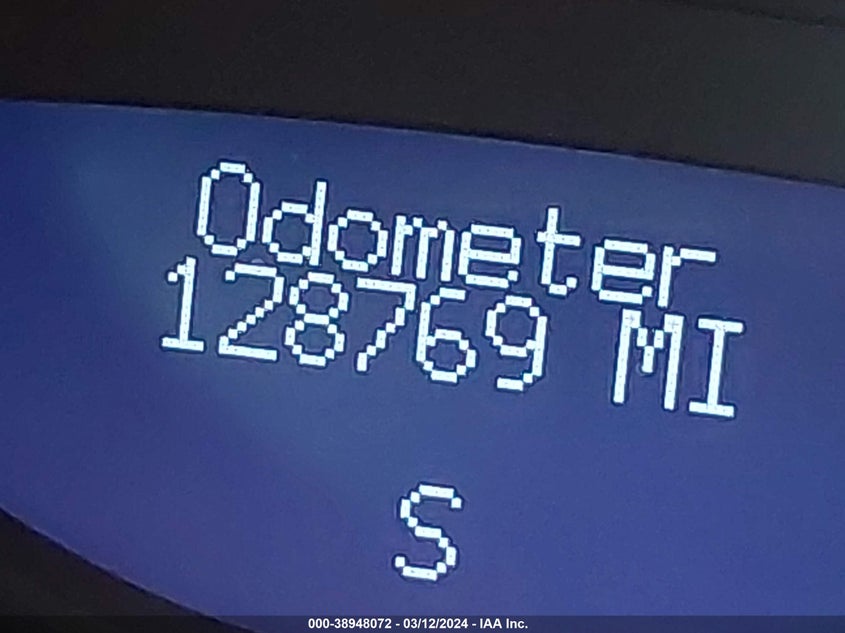 Odometer
128769 MI
S
000-38948072 - 03/12/2024 - IAA Inc.